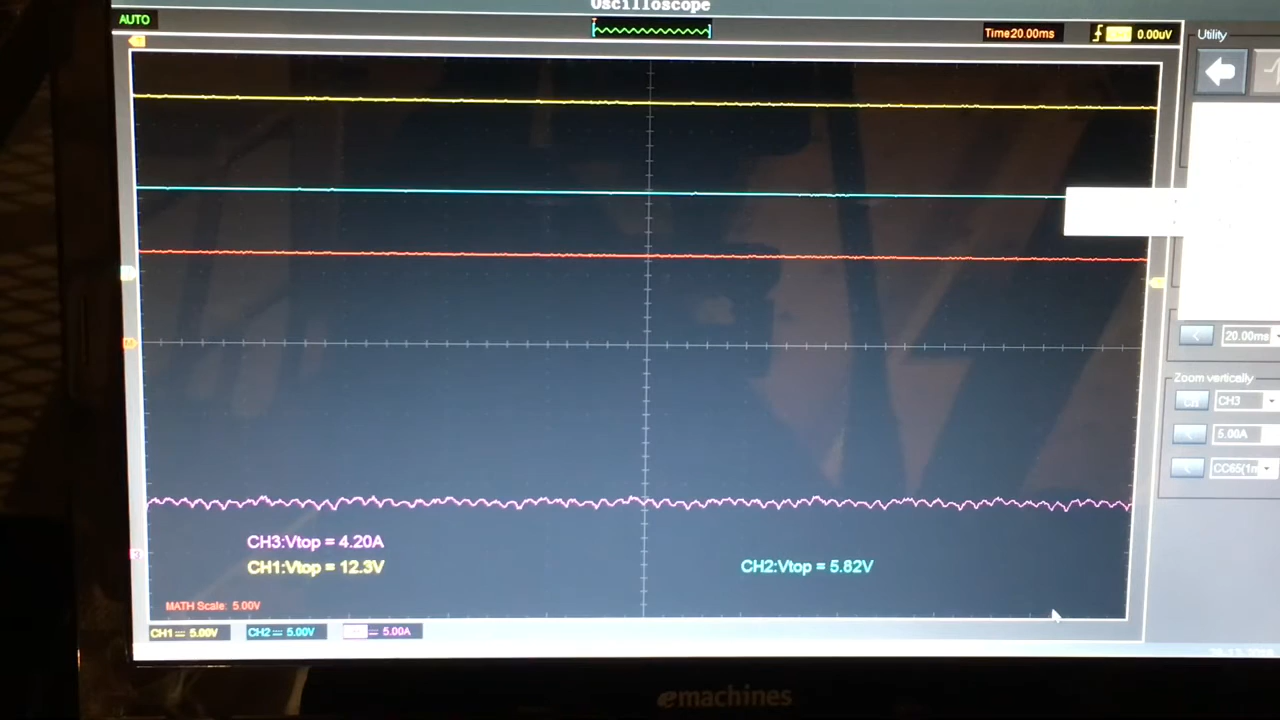 Oscilloscope
AUTO
Time20.00ms
0.00uV
Utility
M
20.00ms
Zoom vertically
CH3
5.00A
3
CH3:Vtop = 4.20A
CH1:Vtop = 12.3V
CH2:Vtop = 5.82V
MATH Scale: 5.00V
CH1 = 5.00V
CH2 = 5.00V
= 5.00A
emachines